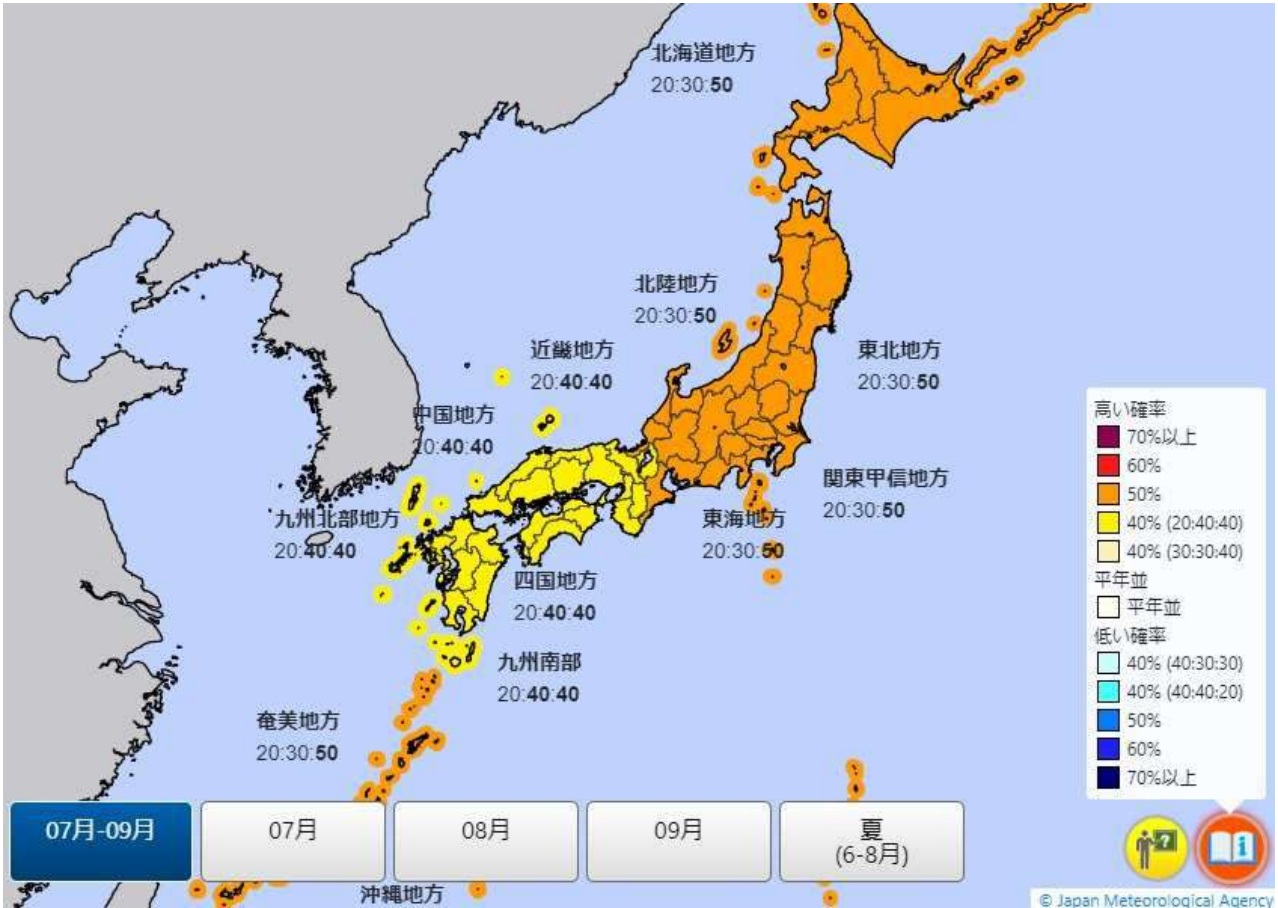 北海道地方
20:30:50
北陸地方
20:30:50
近畿地方
20:40:40
東北地方
20:30:50
中国地方
20:40:40
関東甲信地方
20:30:50
九州北部地方
20:40:40
東海地方
20:30:50
四国地方
20:40:40
九州南部
20:40:40
奄美地方
20:30:50
沖縄地方
高い確率
70%以上
60%
50%
40% (20:40:40)
40% (30:30:40)
平年並
平年並
低い確率
40% (40:30:30)
40% (40:40:20)
50%
60%
70%以上
07月-09月
07月
08月
09月
夏
(6-8月)
?
i
© Japan Meteorological Agency